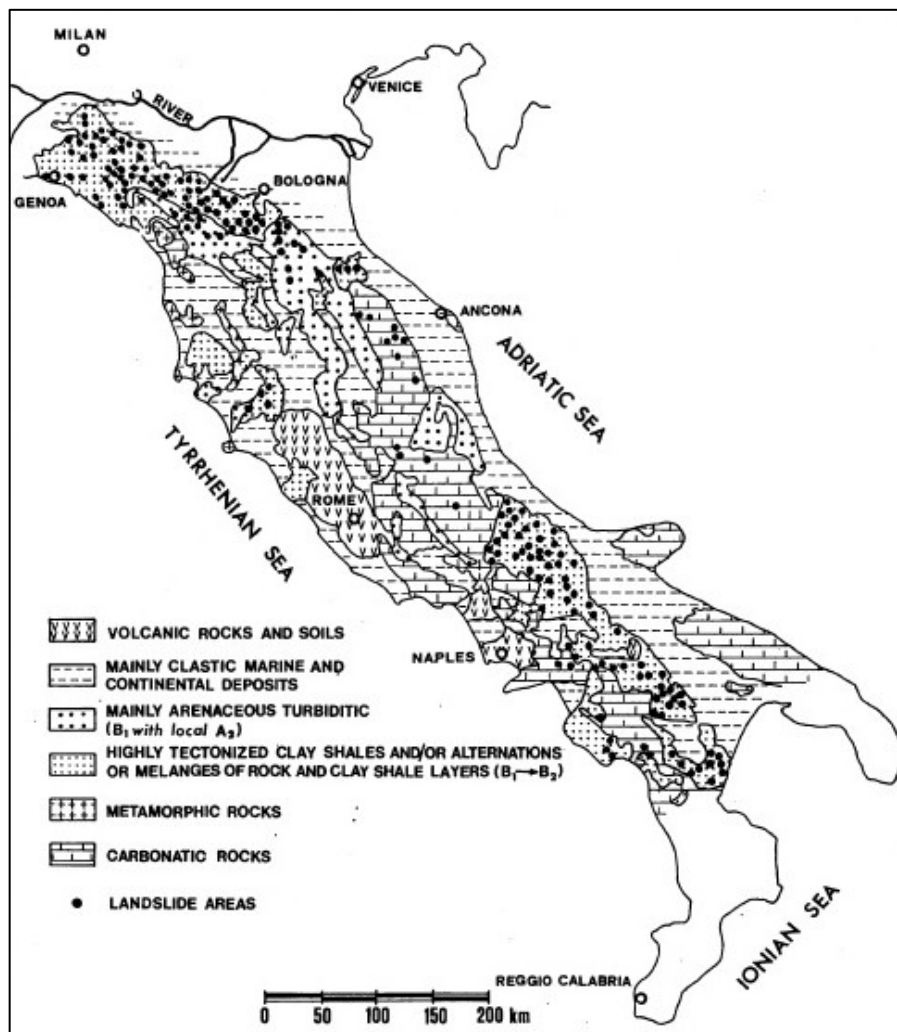 MILAN
VENICE
RIVER
GENOA
BOLOGNA
ANCONA
ADRIATIC SEA
TYRRHENIAN SEA
ROME
NAPLES
VOLCANIC ROCKS AND SOILS
MAINLY CLASTIC MARINE AND
CONTINENTAL DEPOSITS
MAINLY ARENACEOUS TURBIDITIC
(B1 with local A3)
HIGHLY TECTONIZED CLAY SHALES AND/OR ALTERNATIONS
OR MELANGES OF ROCK AND CLAY SHALE LAYERS (B1→B3)
METAMORPHIC ROCKS
CARBONATIC ROCKS
LANDSLIDE AREAS
IONIAN SEA
REGGIO CALABRIA
0 50 100 150 200 km